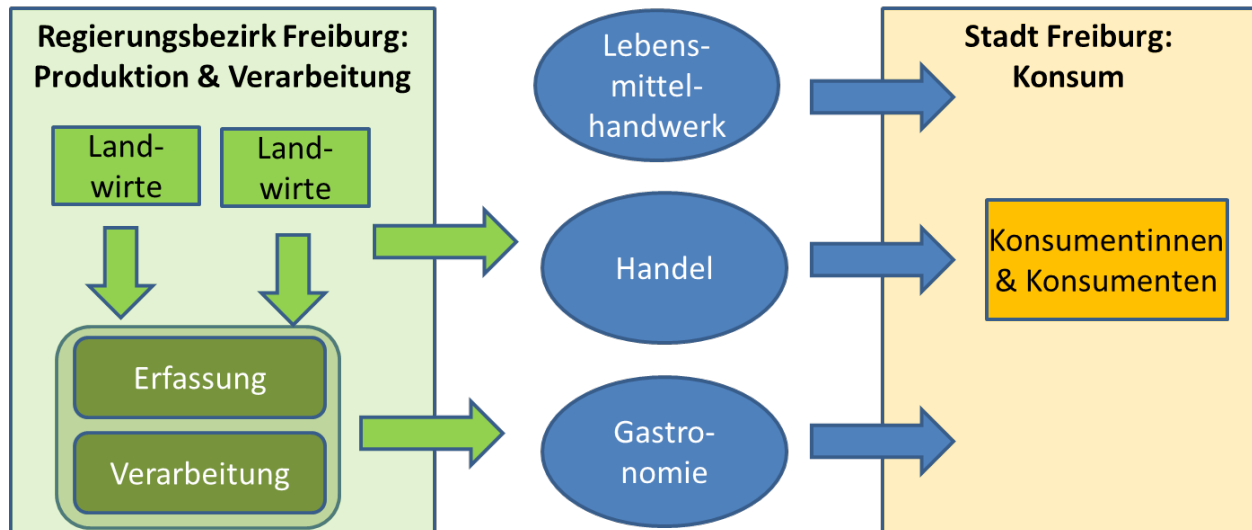 Regierungsbezirk Freiburg:
Produktion & Verarbeitung
Land-
wirte
Land-
wirte
Erfassung
Verarbeitung
Lebens-
mittel-
handwerk
Handel
Gastro-
nomie
Stadt Freiburg:
Konsum
Konsumentinnen
& Konsumenten